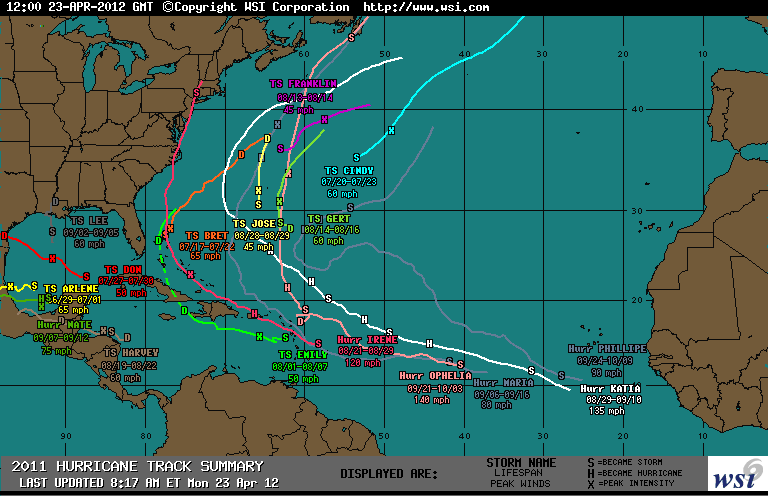 12:00 23-APR-2012 GMT ©Copyright WSI Corporation http://www.wsi.com
60 50 40 30 20 10
TS FRANKLIN
08/13-08/14
45 mph
40
TS CINDY
07/20-07/23
60 mph
30
TS LEE
09/02-09/05
60 mph
TS BRET
07/17-07/22
65 mph
TS JOSE
08/28-08/29
45 mph
TS GERT
08/14-08/16
60 mph
TS DON
07/27-07/30
50 mph
TS ARLENE
06/29-07/01
65 mph
20
Hurr NATE
09/07-09/12
75 mph
TS HARVEY
08/19-08/22
60 mph
TS EMILY
08/01-08/07
50 mph
Hurr IRENE
08/21-08/29
120 mph
Hurr OPHELIA
09/21-10/03
140 mph
Hurr MARIA
09/06-09/16
80 mph
Hurr PHILLIPE
09/24-10/09
90 mph
Hurr KATIA
08/29-09/10
135 mph
90 80 50 40 30 20 10
2011 HURRICANE TRACK SUMMARY
LAST UPDATED 8:17 AM ET Mon 23 Apr 12
DISPLAYED ARE:
STORM NAME
LIFESPAN
PEAK WINDS
S =BECAME STORM
H =BECAME HURRICANE
X =PEAK INTENSITY
wsi